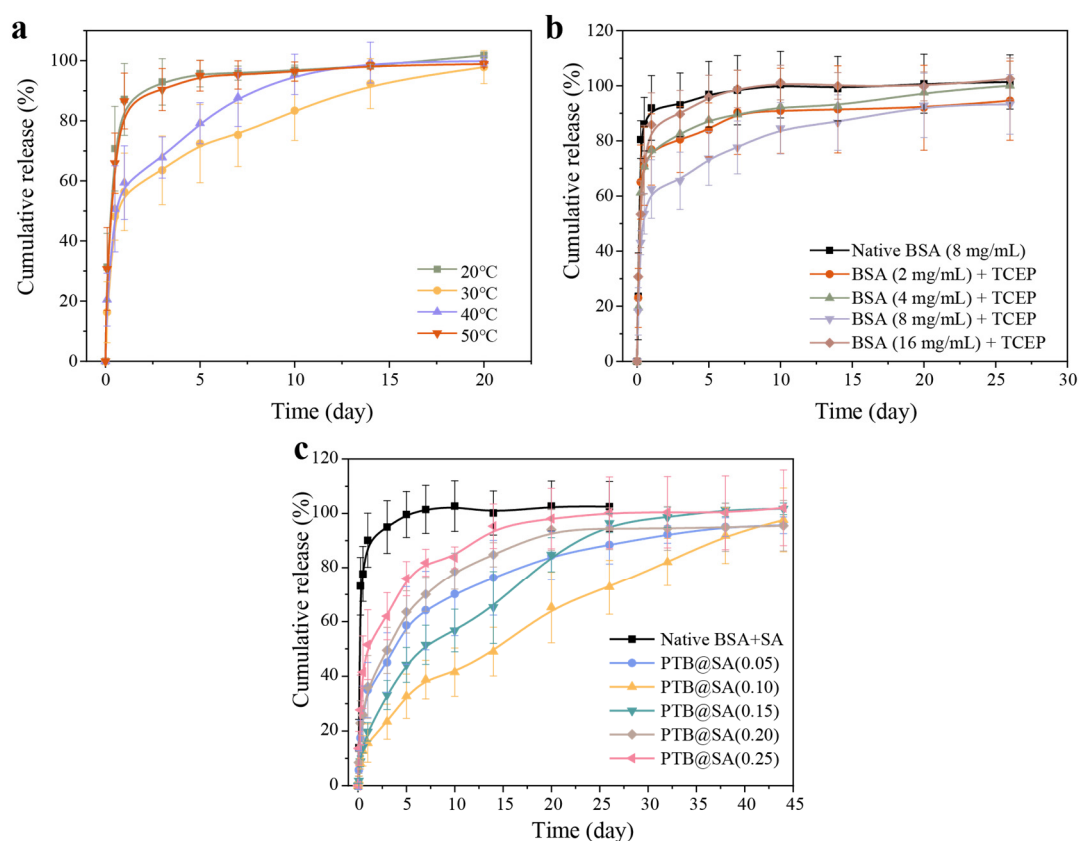 a
120
100
80
60
40
20
0
Cumulative release (%)
0 5 10 15 20
Time (day)
20°C
30°C
40°C
50°C
b
120
100
80
60
40
20
0
Cumulative release (%)
0 5 10 15 20 25 30
Time (day)
Native BSA (8 mg/mL)
BSA (2 mg/mL) + TCEP
BSA (4 mg/mL) + TCEP
BSA (8 mg/mL) + TCEP
BSA (16 mg/mL) + TCEP
c
120
100
80
60
40
20
0
Cumulative release (%)
0 5 10 15 20 26 32 38 45
Time (day)
Native BSA+SA
PTB@SA(0.05)
PTB@SA(0.10)
PTB@SA(0.15)
PTB@SA(0.20)
PTB@SA(0.25)